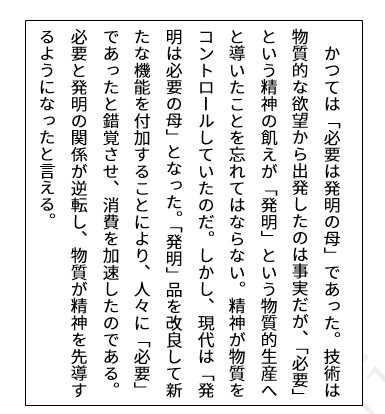 かつては「必要は発明の母」であった。技術は
物質的な欲望から出発したのは事実だが、「必要」
という精神の飢えが「発明」という物質的生産へ
と導いたことを忘れてはならない。精神が物質を
コントロールしていたのだ。しかし、現代は「発
明は必要の母」となった。「発明」品を改良して新
たな機能を付加することにより、人々に「必要」
であったと錯覚させ、消費を加速したのである。
必要と発明の関係が逆転し、物質が精神を先導す
るようになったと言える。